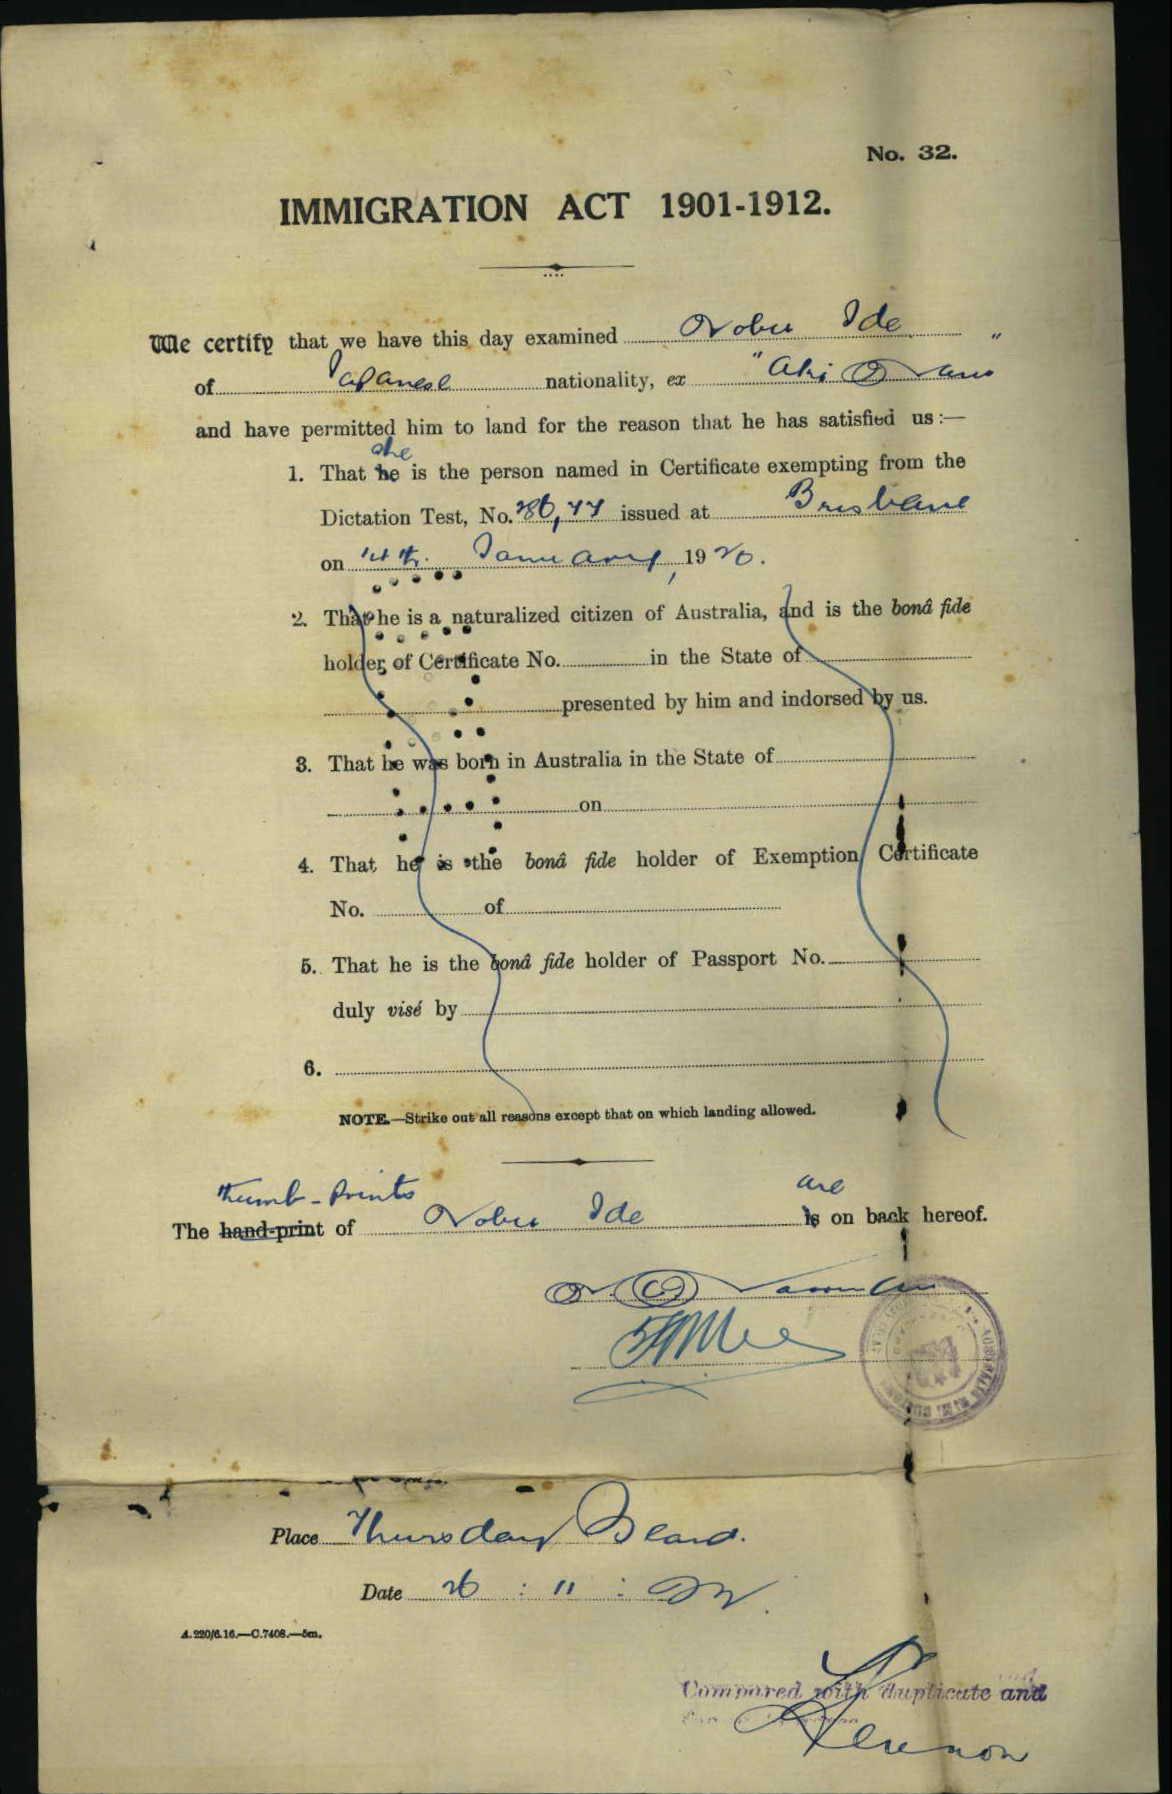 No. 32.
IMMIGRATION ACT 1901-1912.
We certify that we have this day examined Nobu Ide
of Japanese nationality, ex "Aki Maru"
and have permitted him to land for the reason that he has satisfied us:—
she
1. That he is the person named in Certificate exempting from the
Dictation Test, No. 286, 77 issued at Brisbane
on 14th January, 1920.
2. That he is a naturalized citizen of Australia, and is the bonâ fide
holder of Certificate No. in the State of
presented by him and indorsed by us.
3. That he was born in Australia in the State of
on
4. That he is the bonâ fide holder of Exemption Certificate
No. of
5. That he is the bonâ fide holder of Passport No.
duly visé by
6.
NOTE.—Strike out all reasons except that on which landing allowed.
thumb-prints are
The hand-print of Nobu Ide is on back hereof.
Place Thursday Island.
Date 26 : 11 :
A.220/6.16.—C.7408.—5m.
Compared with duplicate and